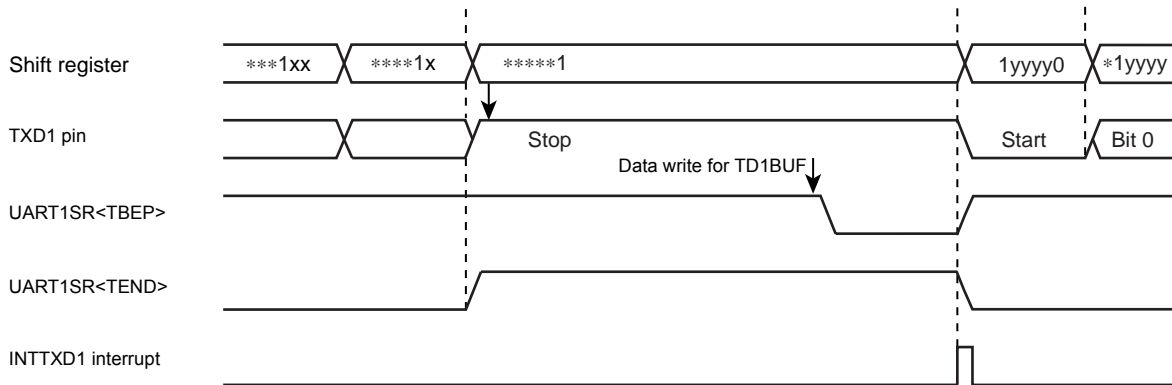 Shift register
***1xx
****1x
*****1
1yyyy0
*1yyyy
TXD1 pin
Stop
Start
Bit 0
Data write for TD1BUF
UART1SR<TBEP>
UART1SR<TEND>
INTTXD1 interrupt